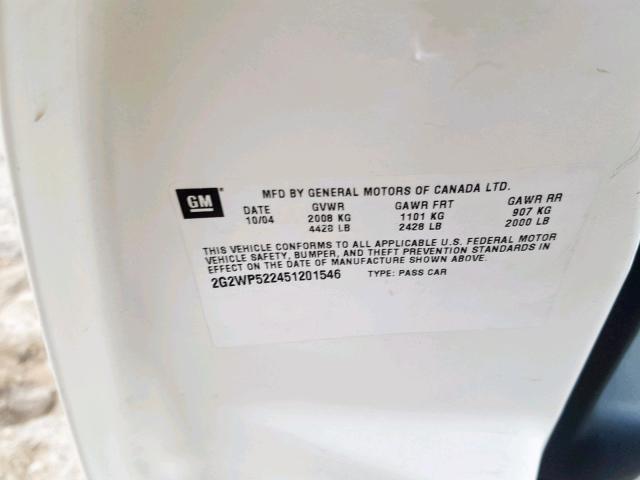 GM
MFD BY GENERAL MOTORS OF CANADA LTD.
DATE GVWR GAWR FRT GAWR RR
10/04 2008 KG 1101 KG 907 KG
4428 LB 2428 LB 2000 LB
THIS VEHICLE CONFORMS TO ALL APPLICABLE U.S. FEDERAL MOTOR
VEHICLE SAFETY, BUMPER, AND THEFT PREVENTION STANDARDS IN
EFFECT ON THE DATE OF MANUFACTURE SHOWN ABOVE.
2G2WP522451201546 TYPE: PASS CAR